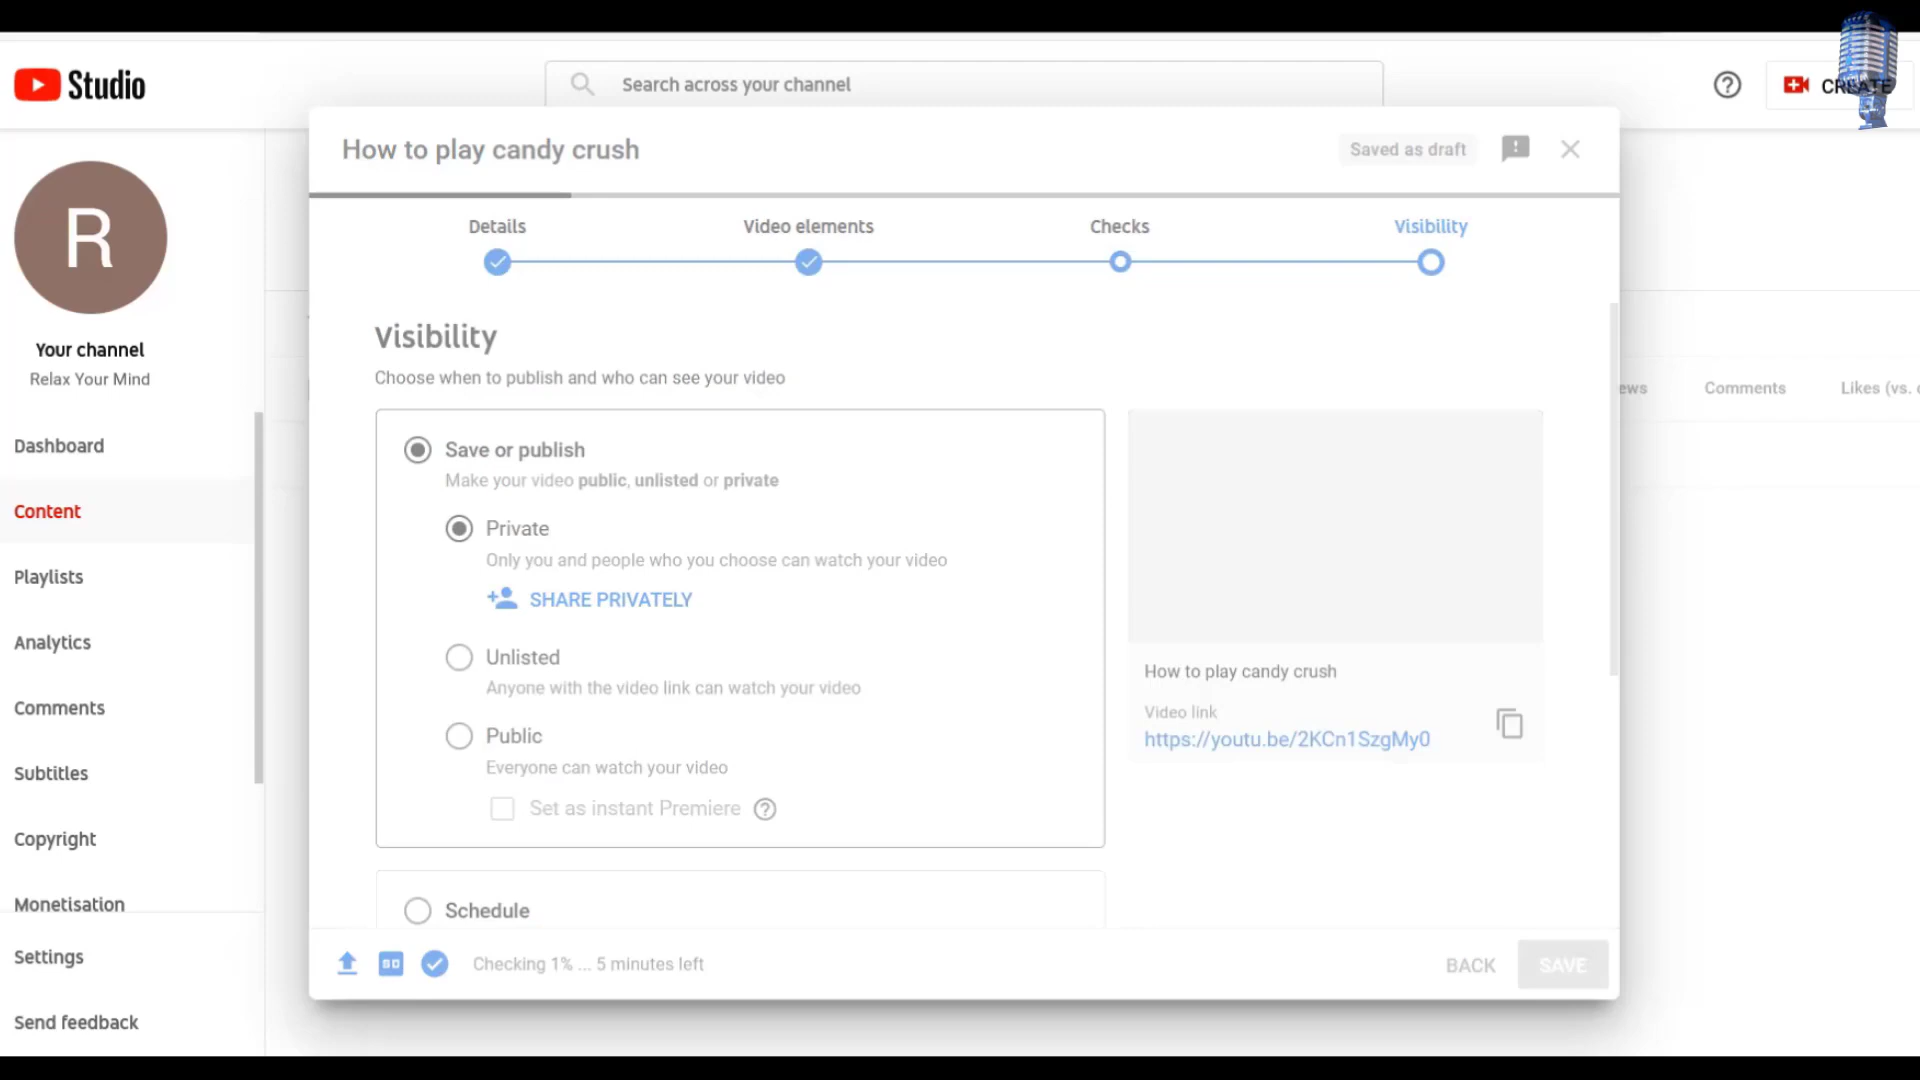 Studio
Search across your channel
CREATE
How to play candy crush
Saved as draft
Details
Video elements
Checks
Visibility
R
Your channel
Relax Your Mind
Dashboard
Content
Playlists
Analytics
Comments
Subtitles
Copyright
Monetisation
Settings
Send feedback
Visibility
Choose when to publish and who can see your video
Save or publish
Make your video public, unlisted or private
Private
Only you and people who you choose can watch your video
SHARE PRIVATELY
Unlisted
Anyone with the video link can watch your video
Public
Everyone can watch your video
Set as instant Premiere
Schedule
How to play candy crush
Video link
https://youtu.be/2KCn1SzgMy0
ews
Comments
Likes (vs.
SD
Checking 1% ... 5 minutes left
BACK
SAVE